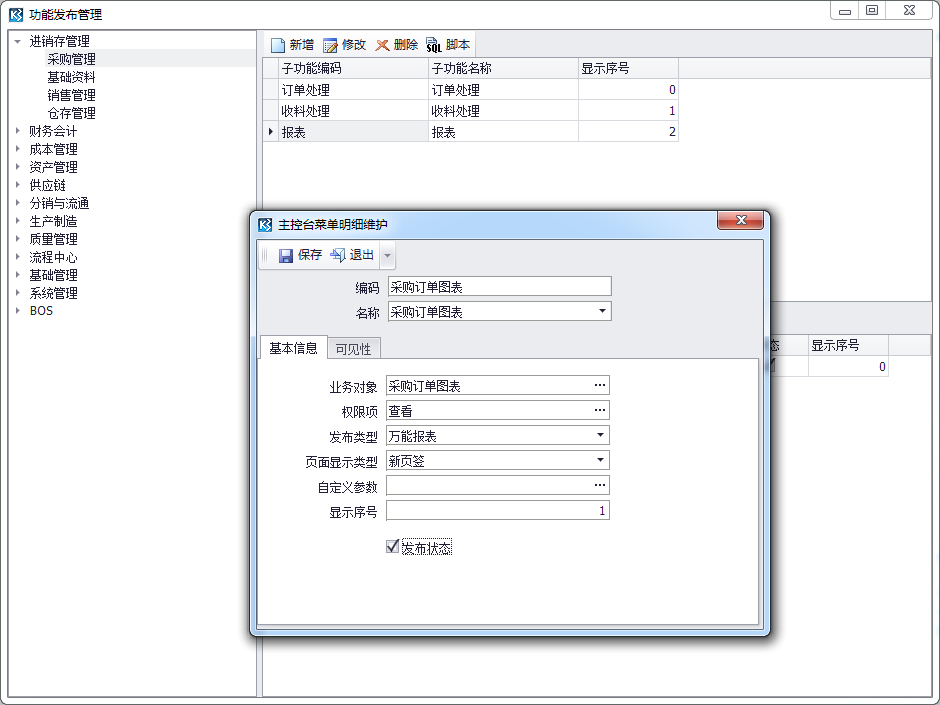 功能发布管理
进销存管理
采购管理
基础资料
销售管理
仓存管理
财务会计
成本管理
资产管理
供应链
分销与流通
生产制造
质量管理
流程中心
基础管理
系统管理
BOS
新增 修改 删除 SQL 脚本
子功能编码 子功能名称 显示序号
订单处理 订单处理 0
收料处理 收料处理 1
报表 报表 2
态 显示序号
0
主控台菜单明细维护
保存 退出
编码 采购订单图表
名称 采购订单图表
基本信息 可见性
业务对象 采购订单图表 ...
权限项 查看 ...
发布类型 万能报表
页面显示类型 新页签
自定义参数 ...
显示序号 1
发布状态